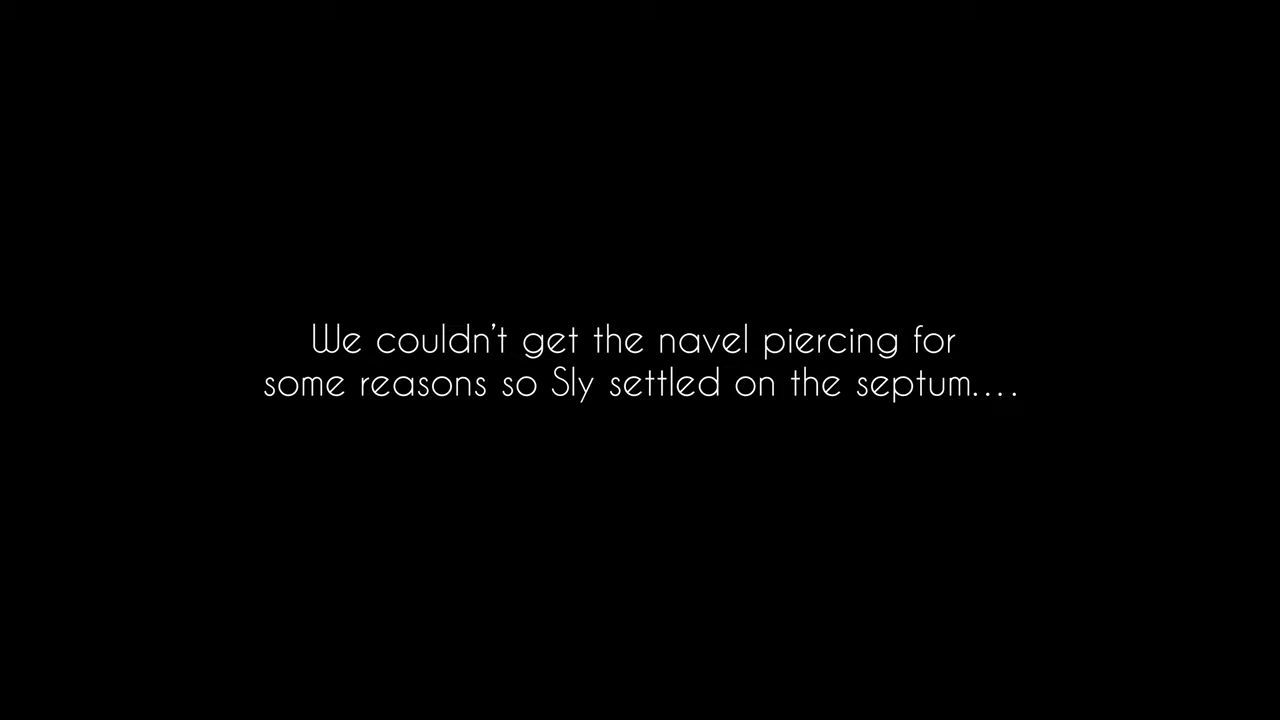 We couldn't get the navel piercing for
some reasons so Sly settled on the septum....